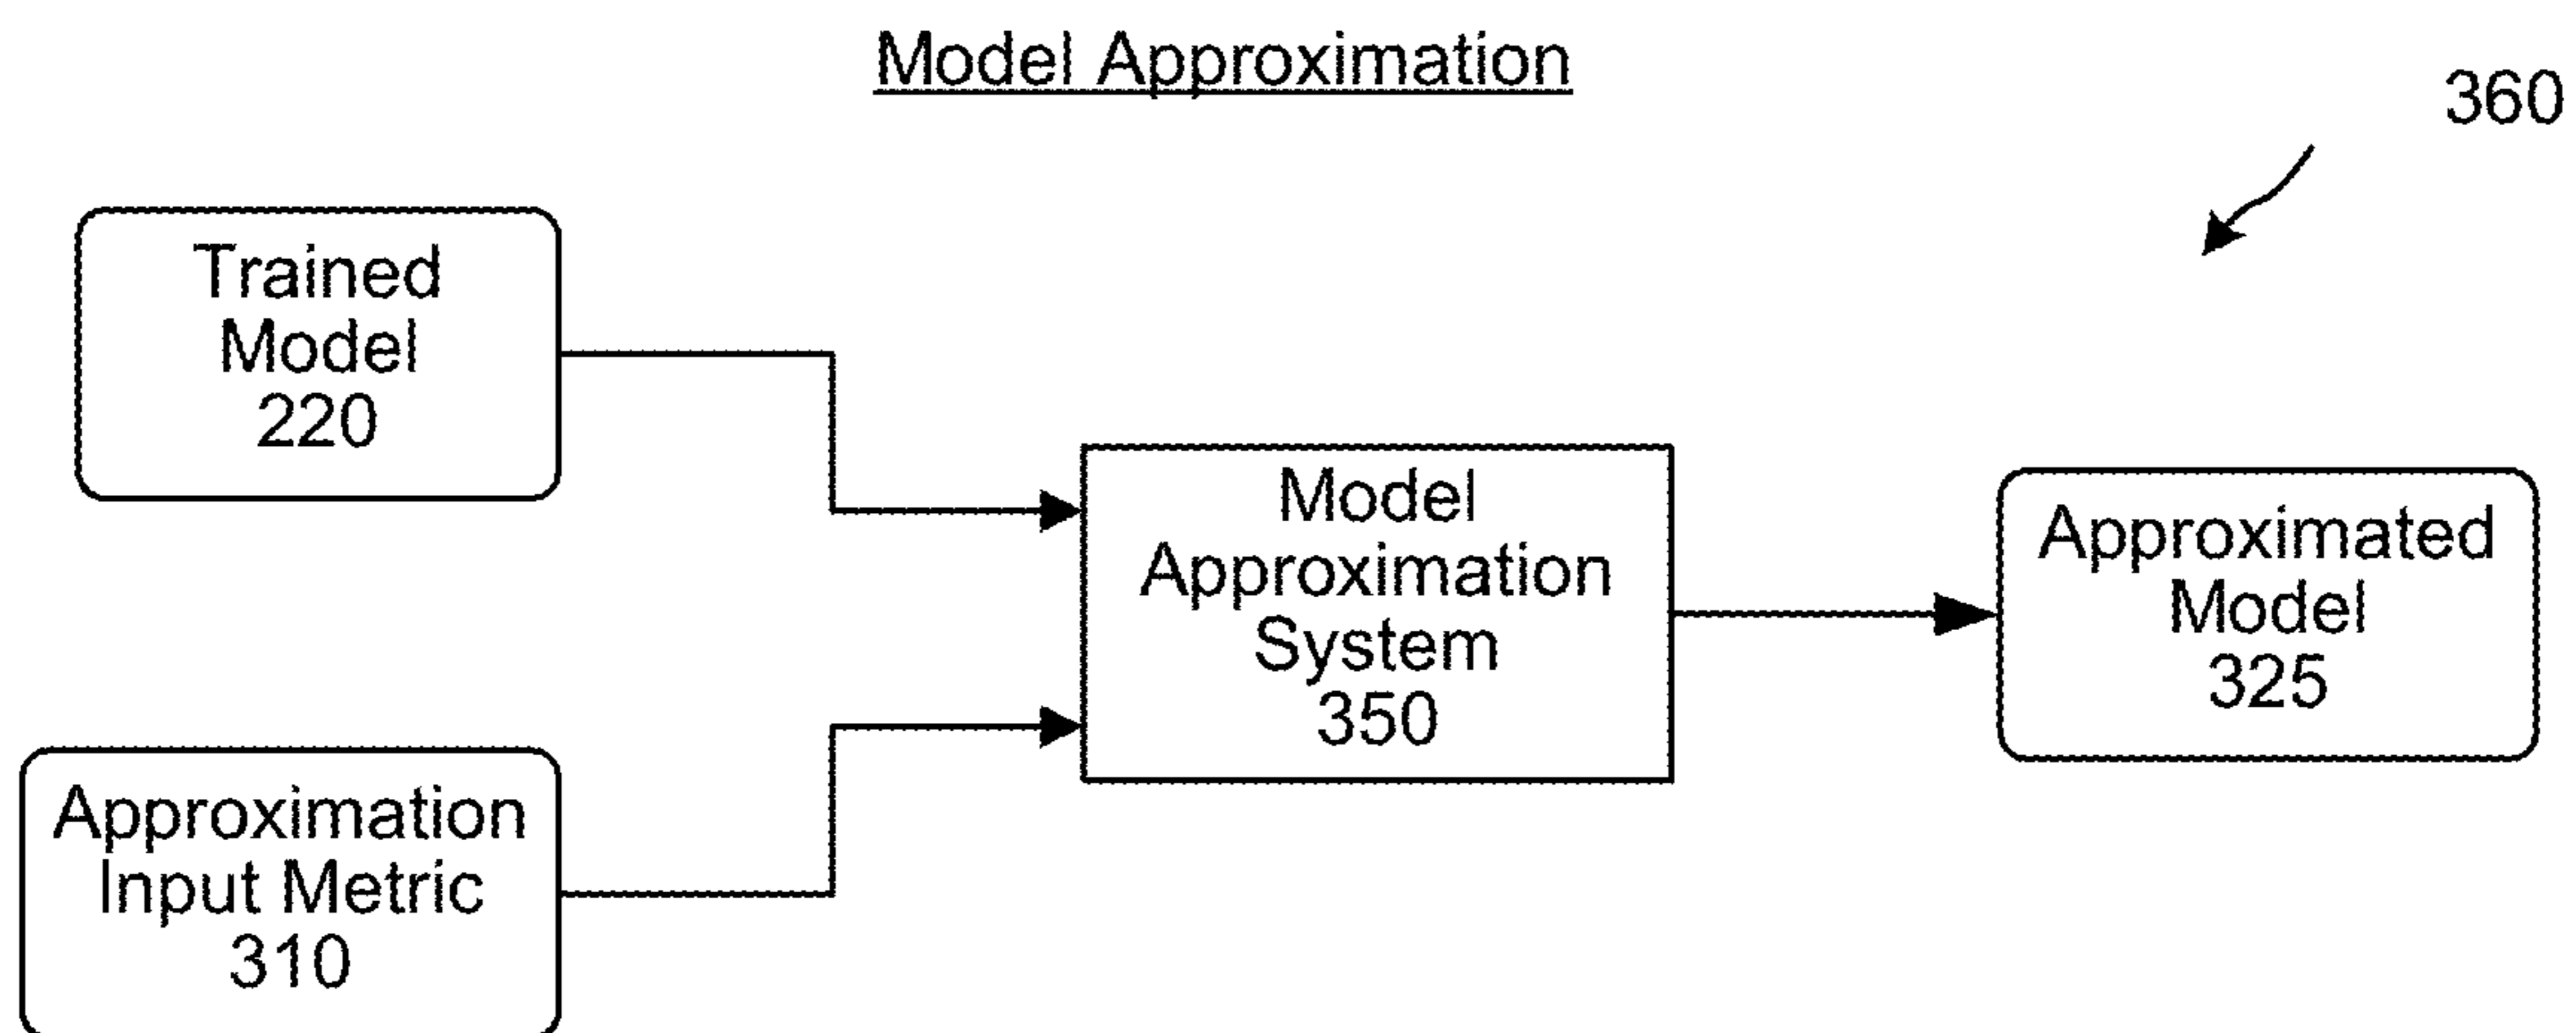 Model Approximation
360
Trained
Model
220
Approximation
Input Metric
310
Model
Approximation
System
350
Approximated
Model
325